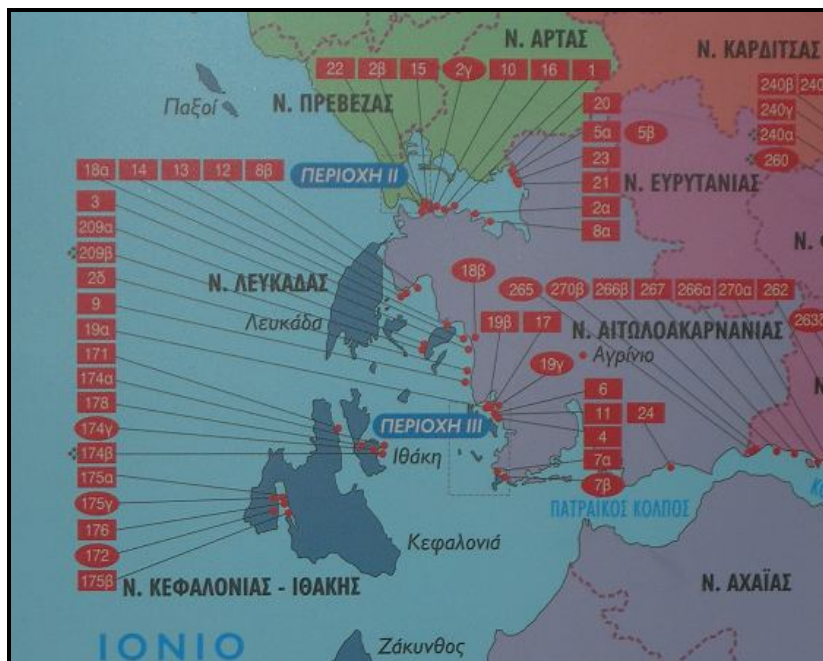 Ν. ΑΡΤΑΣ
Ν. ΚΑΡΔΙΤΣΑΣ
22 2β 15 2γ 10 16 1
240β 240
Παξοί
Ν. ΠΡΕΒΕΖΑΣ
20
240γ
5α 5β
240α
23
260
18α 14 13 12 8β
ΠΕΡΙΟΧΗ ΙΙ
21
Ν. ΕΥΡΥΤΑΝΙΑΣ
3
2α
209α
8α
209β
2δ
Ν. ΛΕΥΚΑΔΑΣ
18β
265 270β 266β 267 266α 270α 262
9
Λευκάδα
19β 17
Ν. ΑΙΤΩΛΟΑΚΑΡΝΑΝΙΑΣ
263δ
19α
171
19γ
Αγρίνιο
174α
6
178
11 24
174γ
ΠΕΡΙΟΧΗ ΙΙΙ
4
174β
Ιθάκη
7α
175α
7β
175γ
ΠΑΤΡΑΪΚΟΣ ΚΟΛΠΟΣ
176
Κεφαλονιά
172
175β
Ν. ΚΕΦΑΛΟΝΙΑΣ - ΙΘΑΚΗΣ
Ν. ΑΧΑΪΑΣ
ΙΟΝΙΟ
Ζάκυνθος